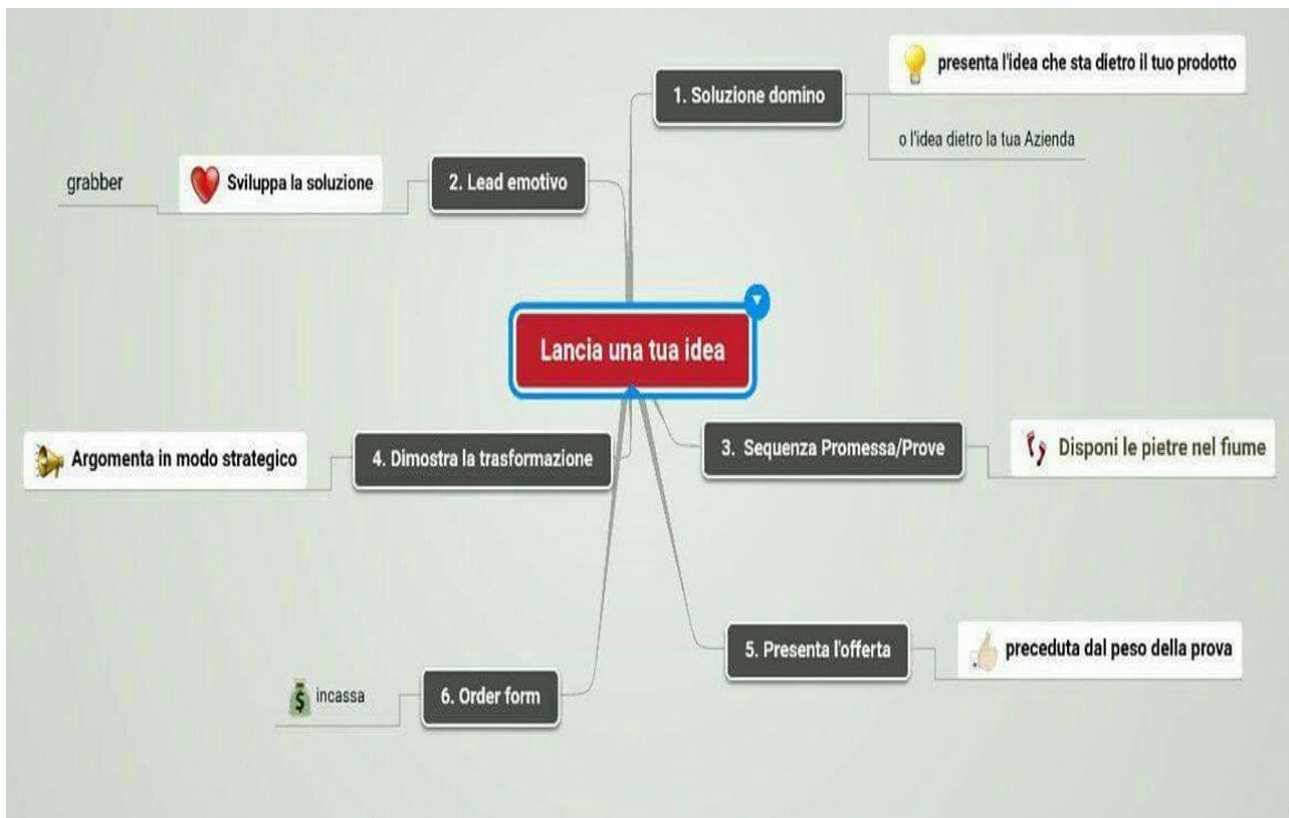 Lancia una tua idea
1. Soluzione domino
presenta l'idea che sta dietro il tuo prodotto
o l'idea dietro la tua Azienda
2. Lead emotivo
Sviluppa la soluzione
grabber
3. Sequenza Promessa/Prove
Disponi le pietre nel fiume
4. Dimostra la trasformazione
Argomenta in modo strategico
5. Presenta l'offerta
preceduta dal peso della prova
6. Order form
$ incassa